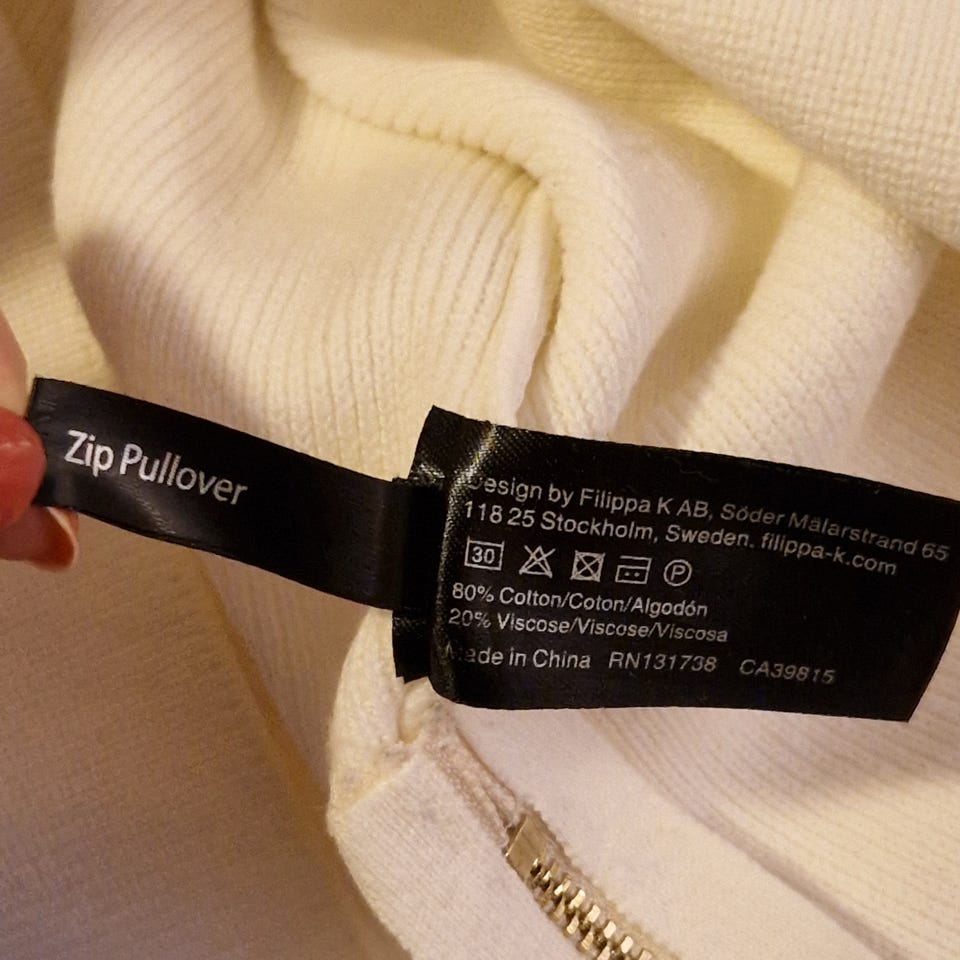 Zip Pullover
Design by Filippa K AB, Söder Mälarstrand 65
118 25 Stockholm, Sweden. filippa-k.com
30 P
80% Cotton/Coton/Algodón
20% Viscose/Viscose/Viscosa
Made in China RN131738 CA39815